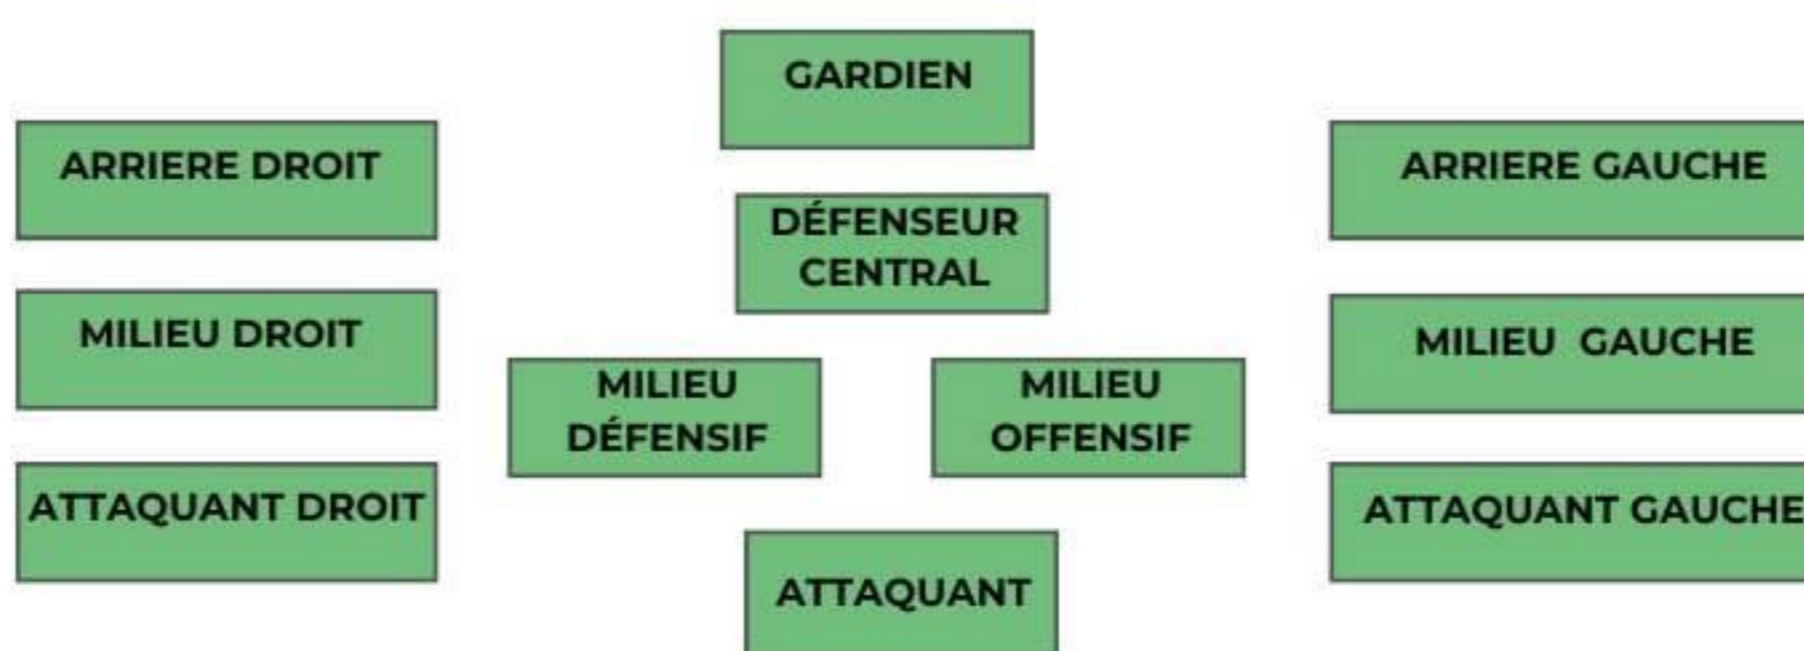 GARDIEN
ARRIERE DROIT
ARRIERE GAUCHE
DÉFENSEUR
CENTRAL
MILIEU DROIT
MILIEU GAUCHE
MILIEU
DÉFENSIF
MILIEU
OFFENSIF
ATTAQUANT DROIT
ATTAQUANT GAUCHE
ATTAQUANT